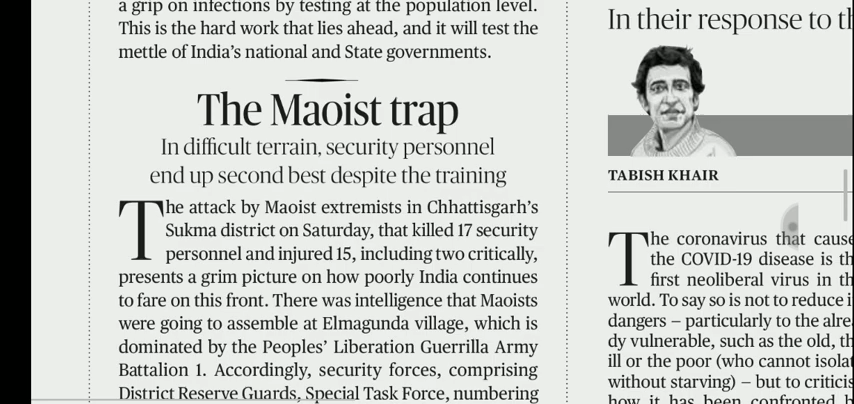 a grip on infections by testing at the population level.
This is the hard work that lies ahead, and it will test the
mettle of India's national and State governments.
The Maoist trap
In difficult terrain, security personnel
end up second best despite the training
The attack by Maoist extremists in Chhattisgarh's
Sukma district on Saturday, that killed 17 security
personnel and injured 15, including two critically,
presents a grim picture on how poorly India continues
to fare on this front. There was intelligence that Maoists
were going to assemble at Elmagunda village, which is
dominated by the Peoples' Liberation Guerrilla Army
Battalion 1. Accordingly, security forces, comprising
District Reserve Guards, Special Task Force, numbering
In their response to
TABISH KHAIR
The coronavirus that
the COVID-19 disease is
first neoliberal virus in
world. To say so is not to reduce
dangers – particularly to the
dy vulnerable, such as the old,
ill or the poor (who cannot
without starving) – but to
how it has been confronted